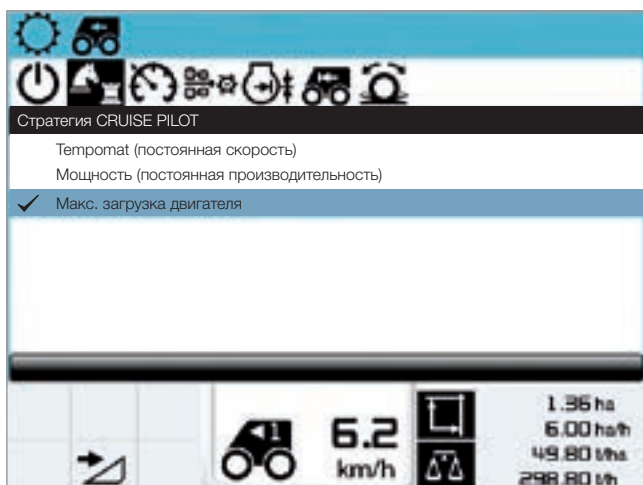 Стратегия CRUISE PILOT
Tempomat (постоянная скорость)
Мощность (постоянная производительность)
Макс. загрузка двигателя
1
6.2
km/h
1.36 ha
6.00 ha/h
49.80 t/ha
298.80 t/h